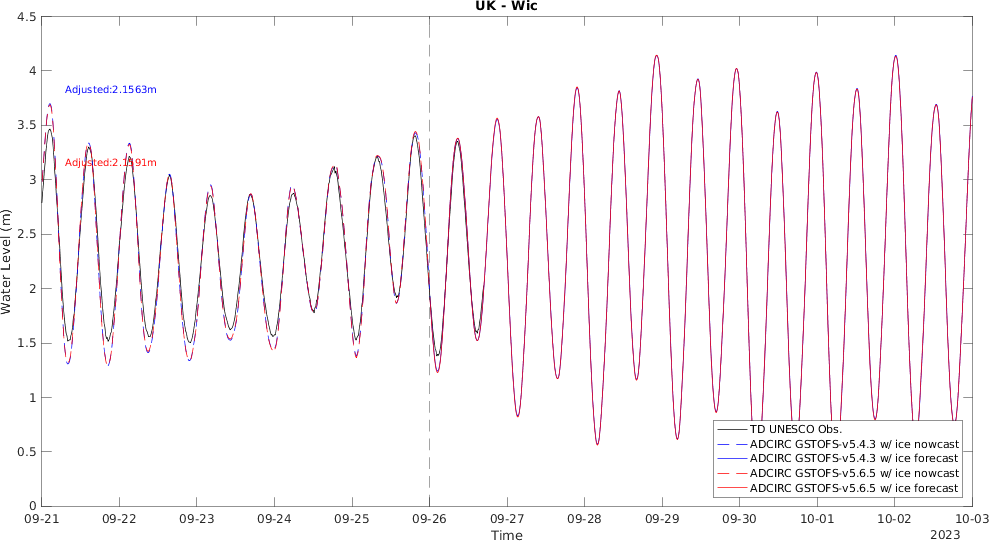 UK - Wic
4.5
4
3.5
3
2.5
2
1.5
1
0.5
0
Water Level (m)
Adjusted:2.1563m
Adjusted:2.1491m
TD UNESCO Obs.
ADCIRC GSTOFS-v5.4.3 w/ ice nowcast
ADCIRC GSTOFS-v5.4.3 w/ ice forecast
ADCIRC GSTOFS-v5.6.5 w/ ice nowcast
ADCIRC GSTOFS-v5.6.5 w/ ice forecast
09-21 09-22 09-23 09-24 09-25 09-26 09-27 09-28 09-29 09-30 10-01 10-02 10-03
Time
2023